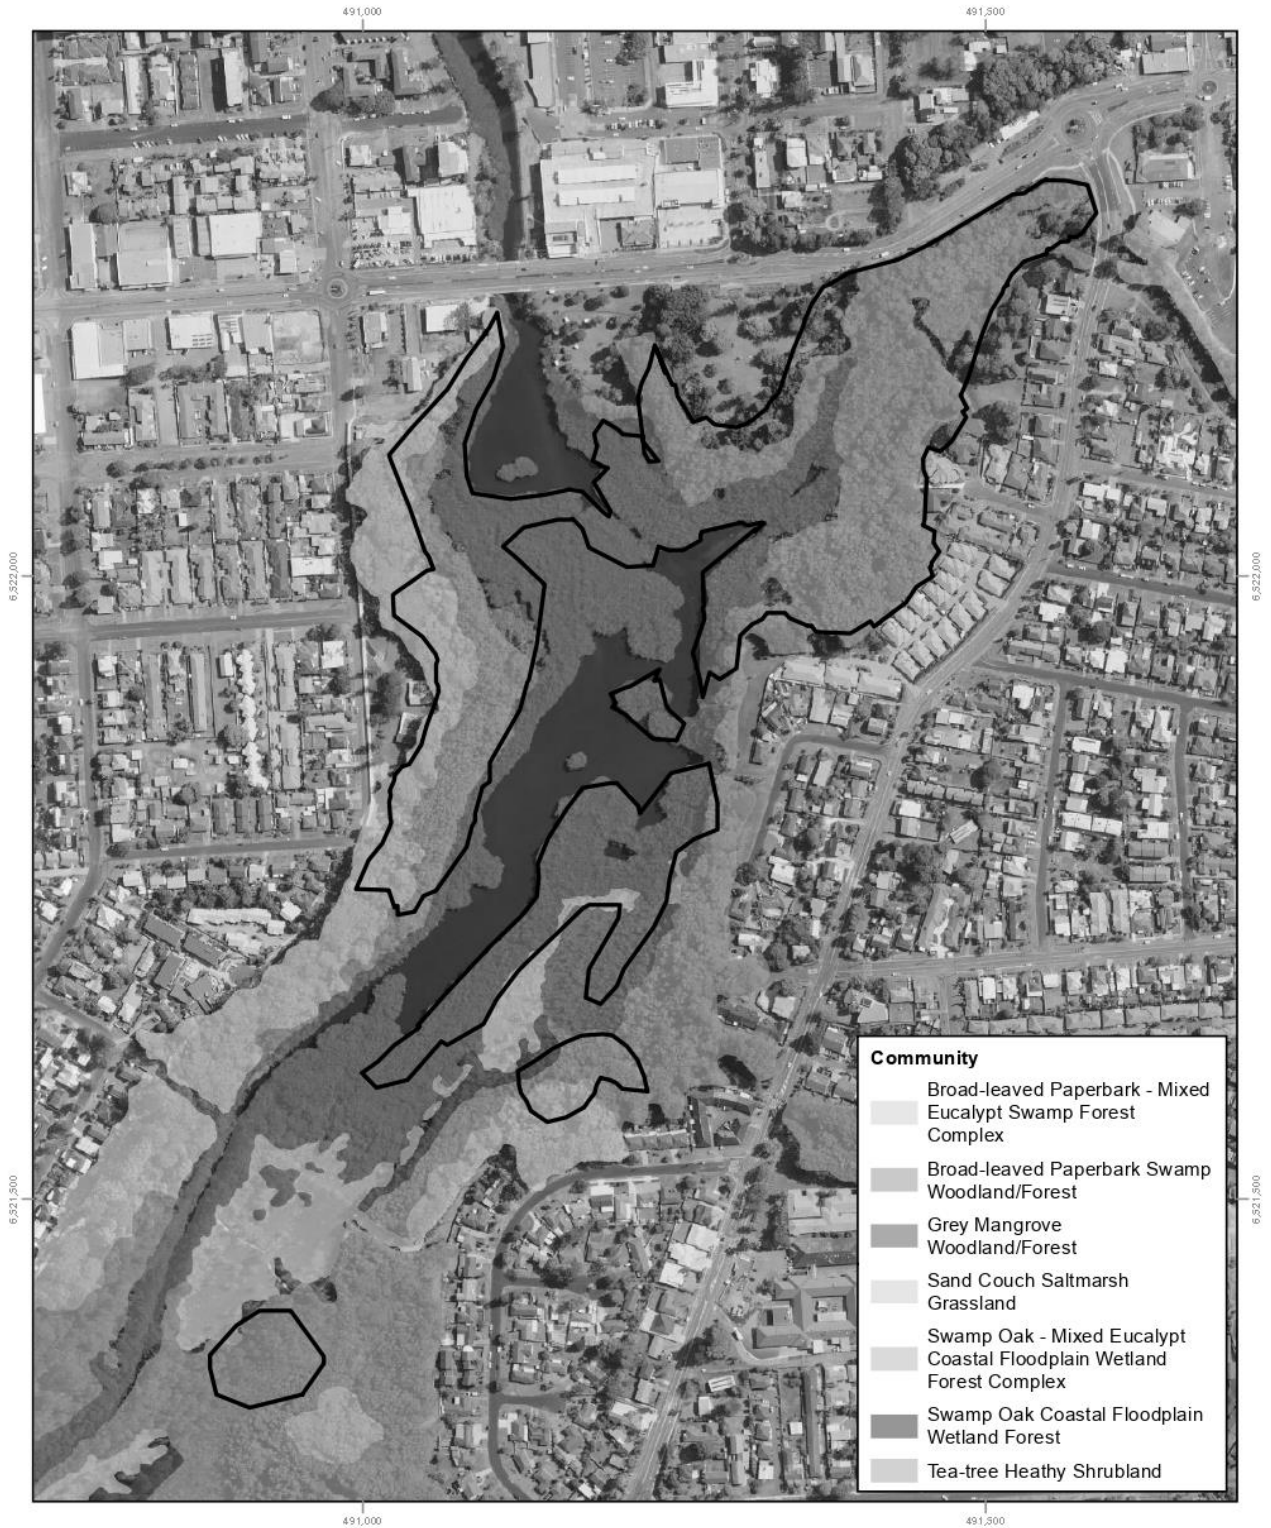 491,000
491,500
6,522,000
6,522,000
6,521,500
6,521,500
Community
Broad-leaved Paperbark - Mixed
Eucalypt Swamp Forest
Complex
Broad-leaved Paperbark Swamp
Woodland/Forest
Grey Mangrove
Woodland/Forest
Sand Couch Saltmarsh
Grassland
Swamp Oak - Mixed Eucalypt
Coastal Floodplain Wetland
Forest Complex
Swamp Oak Coastal Floodplain
Wetland Forest
Tea-tree Heathy Shrubland
491,000
491,500